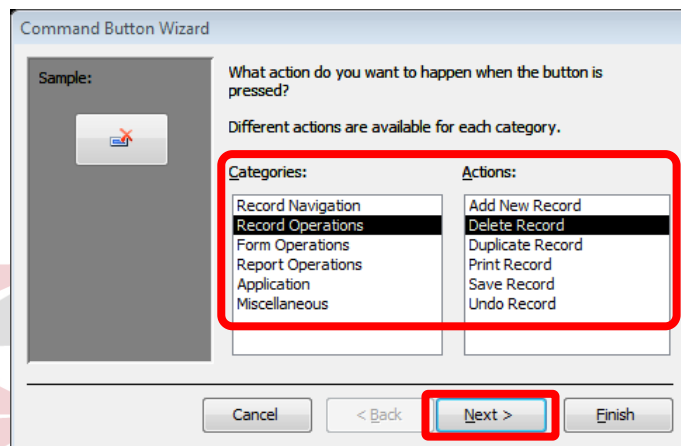 Command Button Wizard
Sample:
What action do you want to happen when the button is
pressed?
Different actions are available for each category.
Categories:
Record Navigation
Record Operations
Form Operations
Report Operations
Application
Miscellaneous
Actions:
Add New Record
Delete Record
Duplicate Record
Print Record
Save Record
Undo Record
Cancel
< Back
Next >
Finish